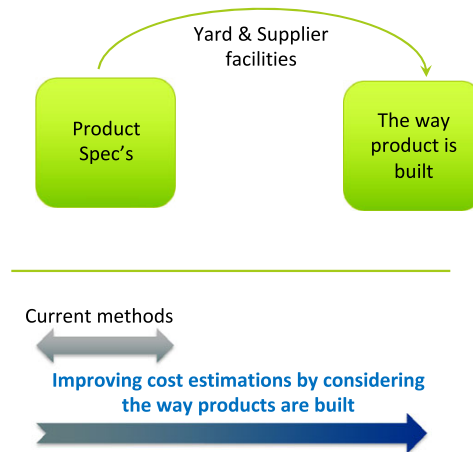 Yard & Supplier
facilities
Product
Spec’s
The way
product is
built
Current methods
Improving cost estimations by considering
the way products are built